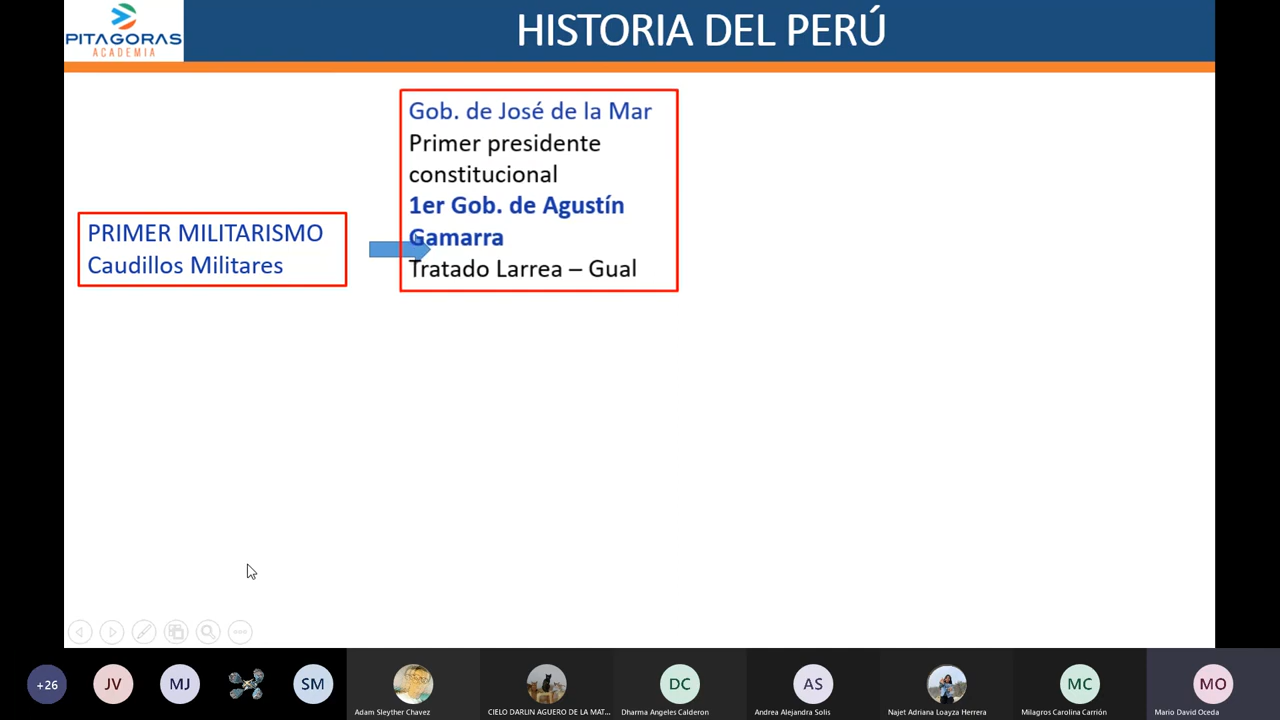 PITAGORAS
ACADEMIA
HISTORIA DEL PERÚ
PRIMER MILITARISMO
Caudillos Militares
Gob. de José de la Mar
Primer presidente
constitucional
1er Gob. de Agustín
Gamarra
Tratado Larrea – Gual
+26
JV
MJ
SM
Adam Sleyther Chavez
CIELO DARLIN AGUERO DE LA MAT...
DC
Dharma Angeles Calderon
AS
Andrea Alejandra Solis
Najet Adriana Loayza Herrera
MC
Milagros Carolina Carrión
MO
Mario David Oceda